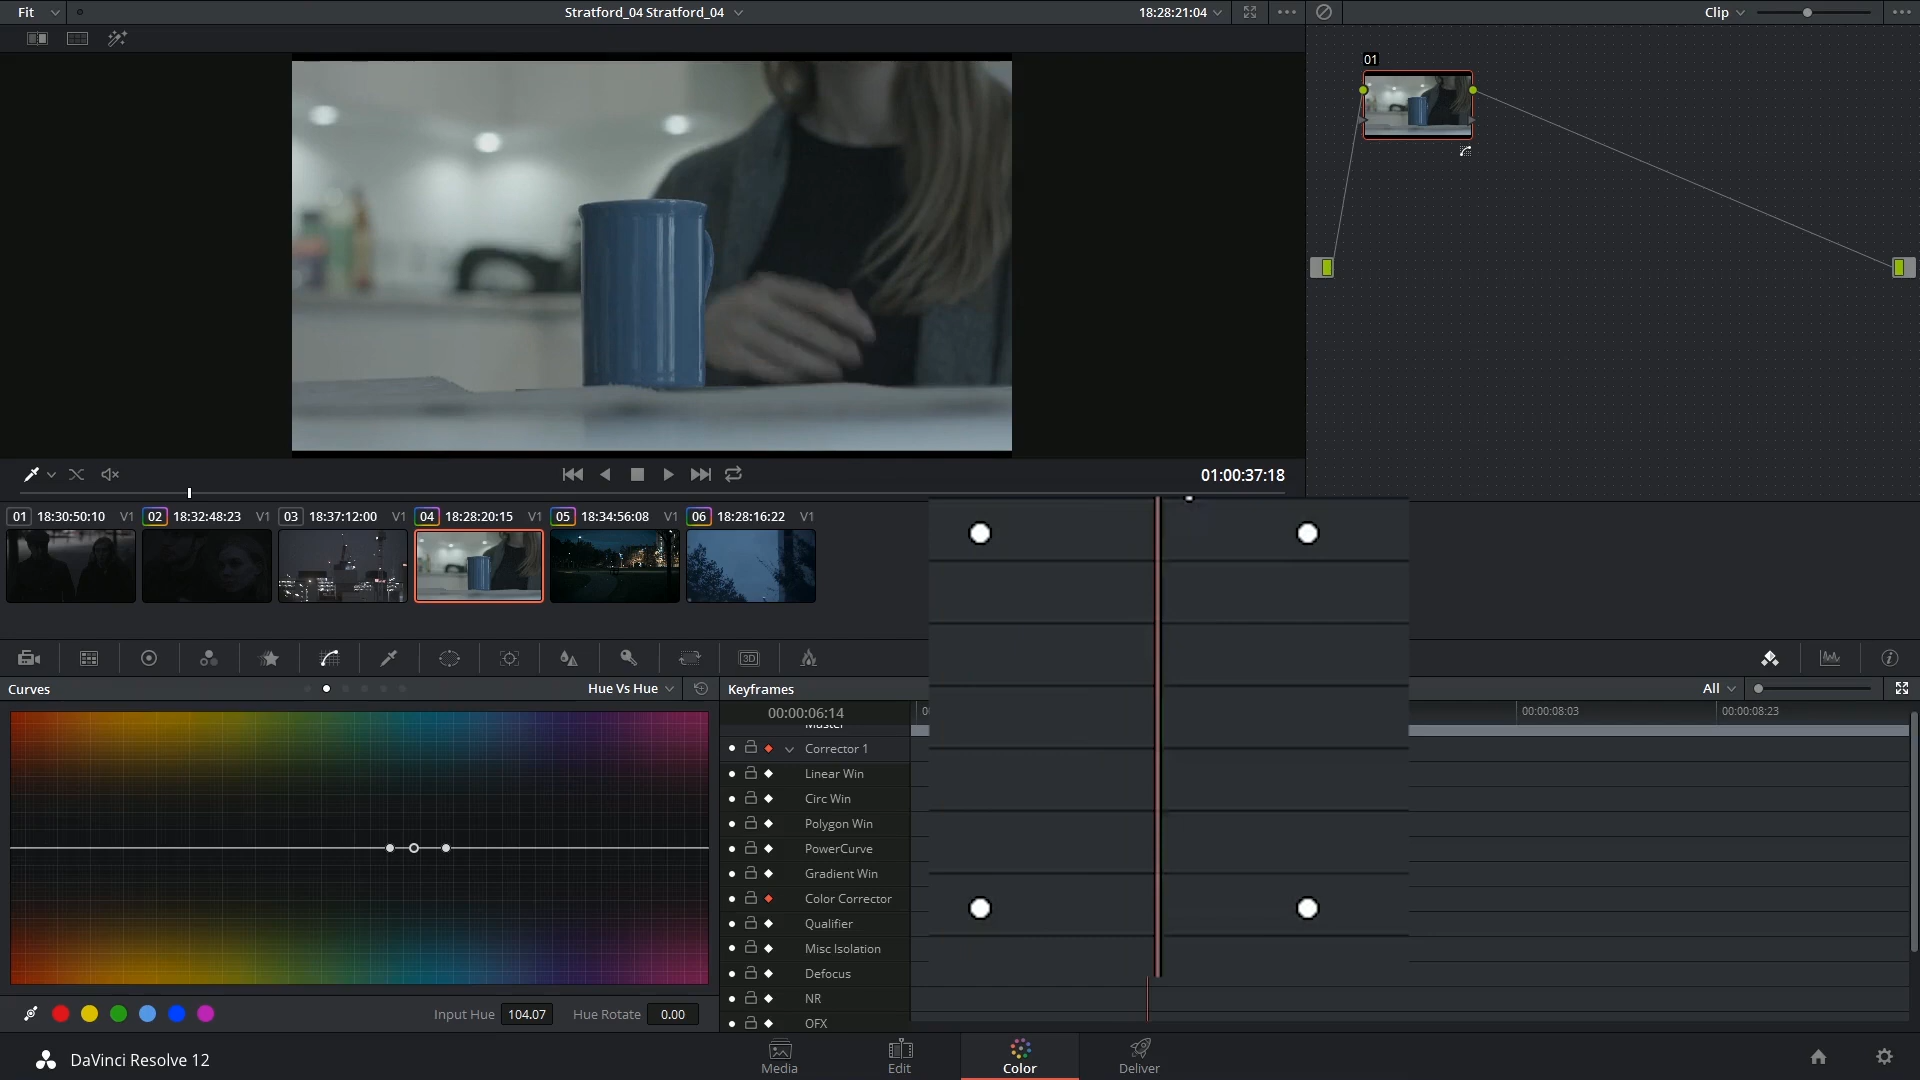 Fit
Stratford_04 Stratford_04
18:28:21:04
Clip
01
01:00:37:18
01 18:30:50:10 V1
02 18:32:48:23 V1
03 18:37:12:00 V1
04 18:28:20:15 V1
05 18:34:56:08 V1
06 18:28:16:22 V1
3D
Curves
Hue Vs Hue
Keyframes
All
00:00:06:14
00:00:08:03
00:00:08:23
Master
Corrector 1
Linear Win
Circ Win
Polygon Win
PowerCurve
Gradient Win
Color Corrector
Qualifier
Misc Isolation
Defocus
NR
OFX
Input Hue 104.07
Hue Rotate 0.00
DaVinci Resolve 12
Media
Edit
Color
Deliver